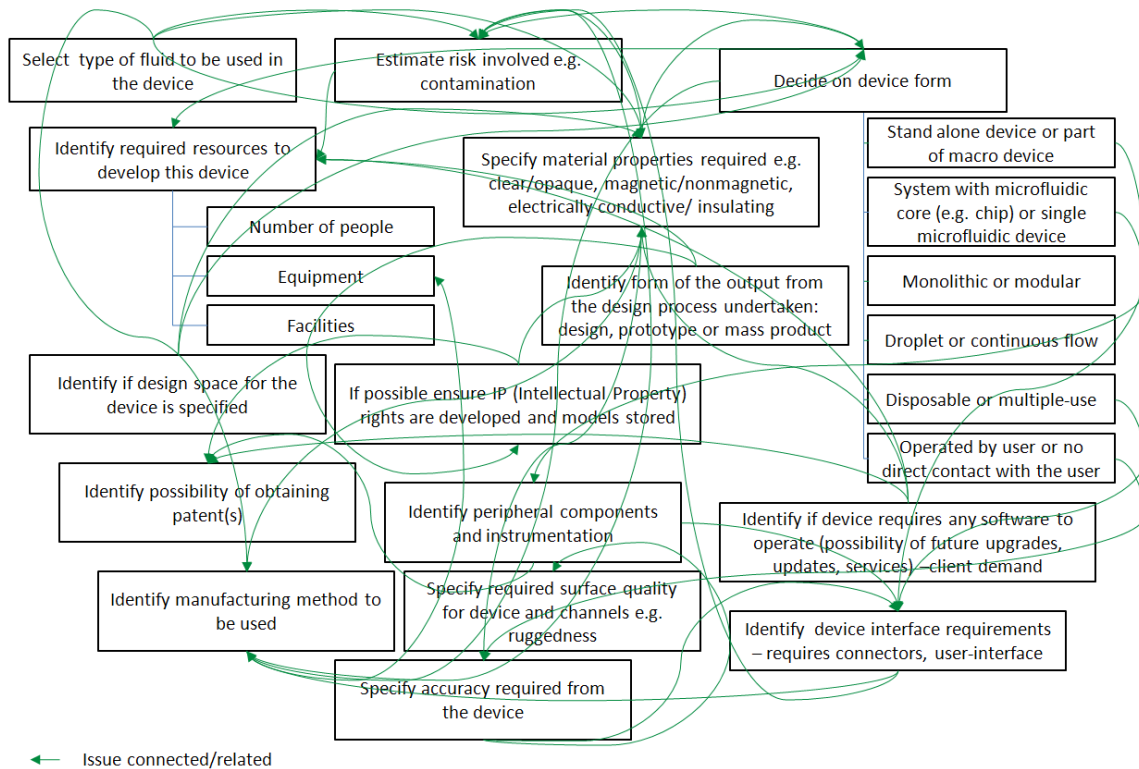 Select type of fluid to be used in
the device
Estimate risk involved e.g.
contamination
Decide on device form
Identify required resources to
develop this device
Number of people
Equipment
Facilities
Specify material properties required e.g.
clear/opaque, magnetic/nonmagnetic,
electrically conductive/ insulating
Stand alone device or part
of macro device
System with microfluidic
core (e.g. chip) or single
microfluidic device
Monolithic or modular
Droplet or continuous flow
Disposable or multiple-use
Operated by user or no
direct contact with the user
Identify form of the output from
the design process undertaken:
design, prototype or mass product
Identify if design space for the
device is specified
If possible ensure IP (Intellectual Property)
rights are developed and models stored
Identify possibility of obtaining
patent(s)
Identify peripheral components
and instrumentation
Identify if device requires any software to
operate (possibility of future upgrades,
updates, services) –client demand
Identify manufacturing method to
be used
Specify required surface quality
for device and channels e.g.
ruggedness
Identify device interface requirements
– requires connectors, user-interface
Specify accuracy required from
the device
Issue connected/related